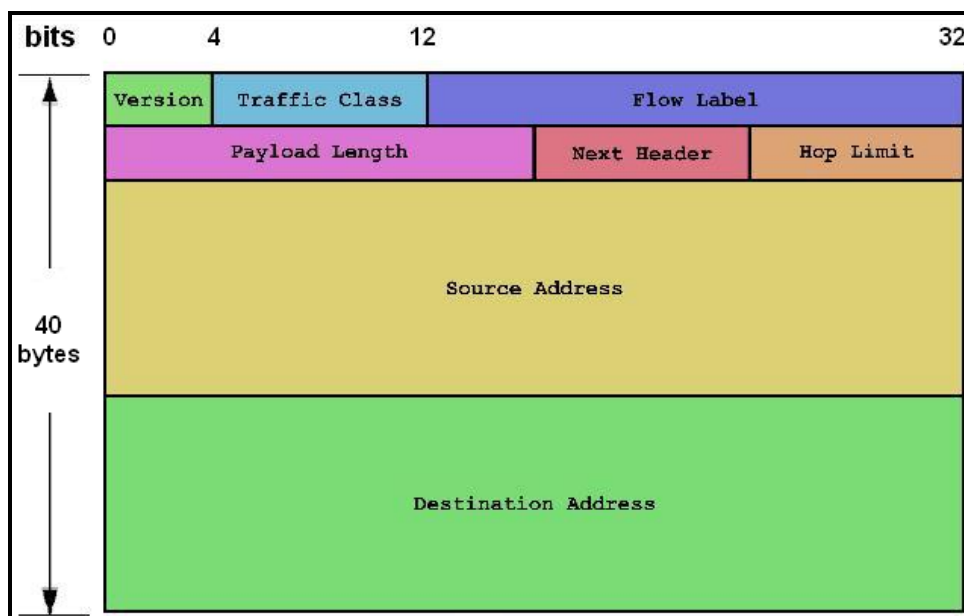 bits 0 4 12 32
Version Traffic Class Flow Label
Payload Length Next Header Hop Limit
Source Address
40
bytes
Destination Address